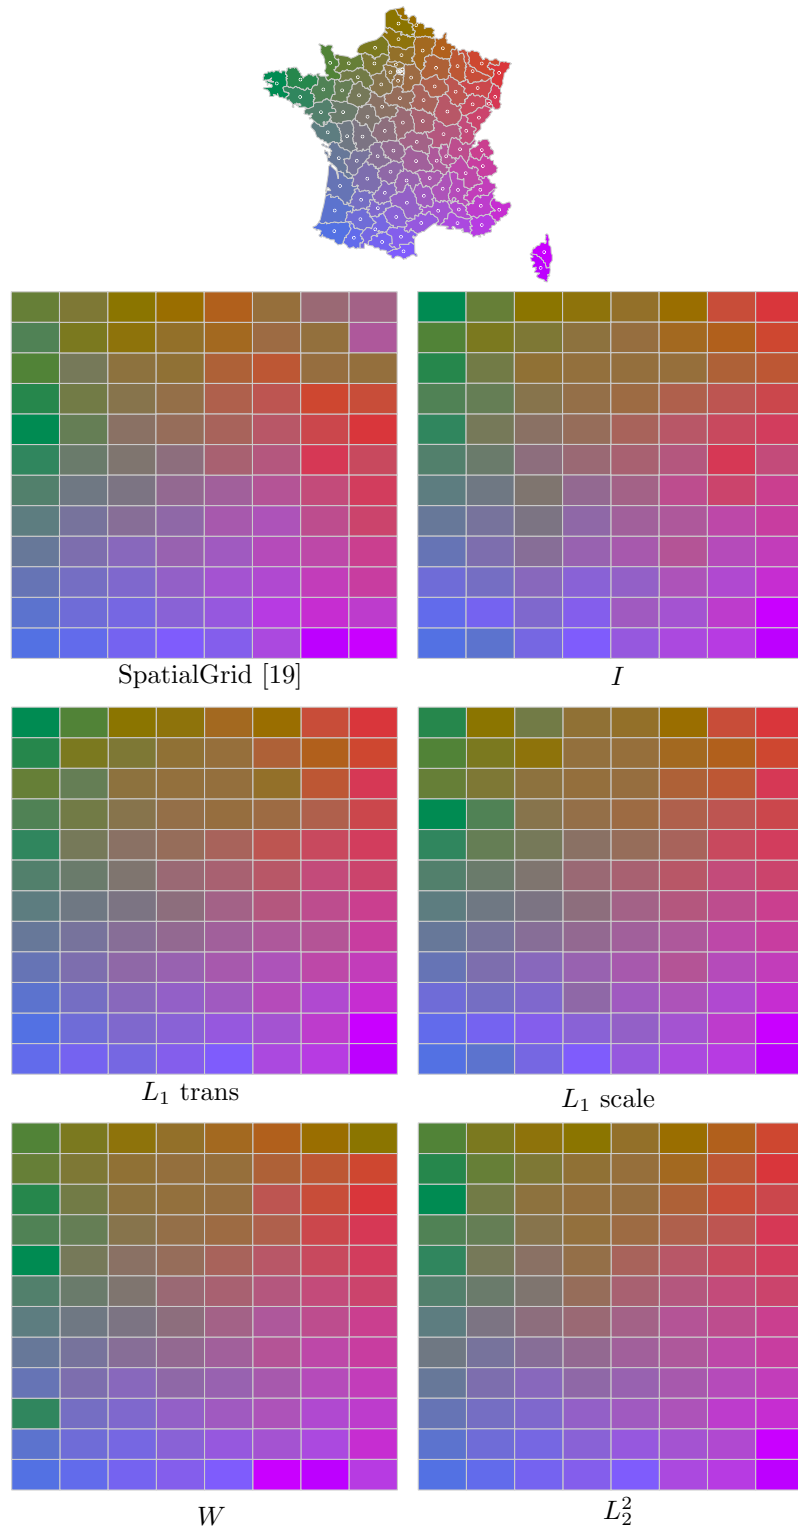 SpatialGrid [19]
I
L₁ trans
L₁ scale
W
L₂²